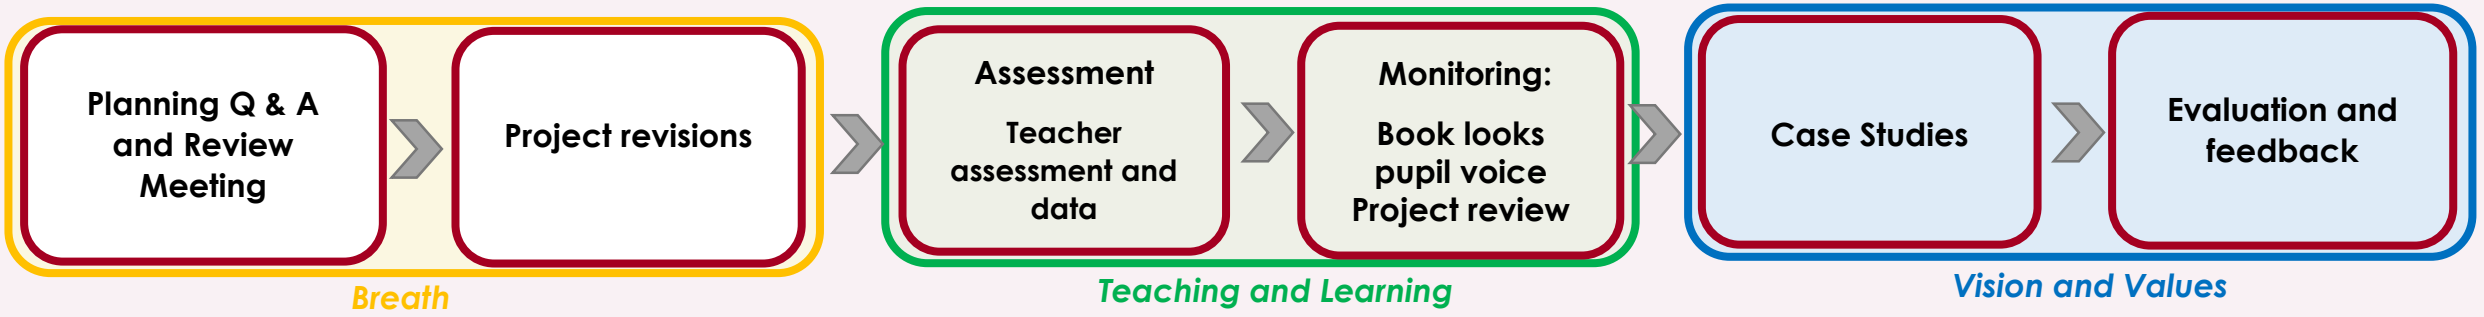 Planning Q & A
and Review
Meeting
Project revisions
Breath
Assessment
Teacher
assessment and
data
Monitoring:
Book looks
pupil voice
Project review
Teaching and Learning
Case Studies
Evaluation and
feedback
Vision and Values